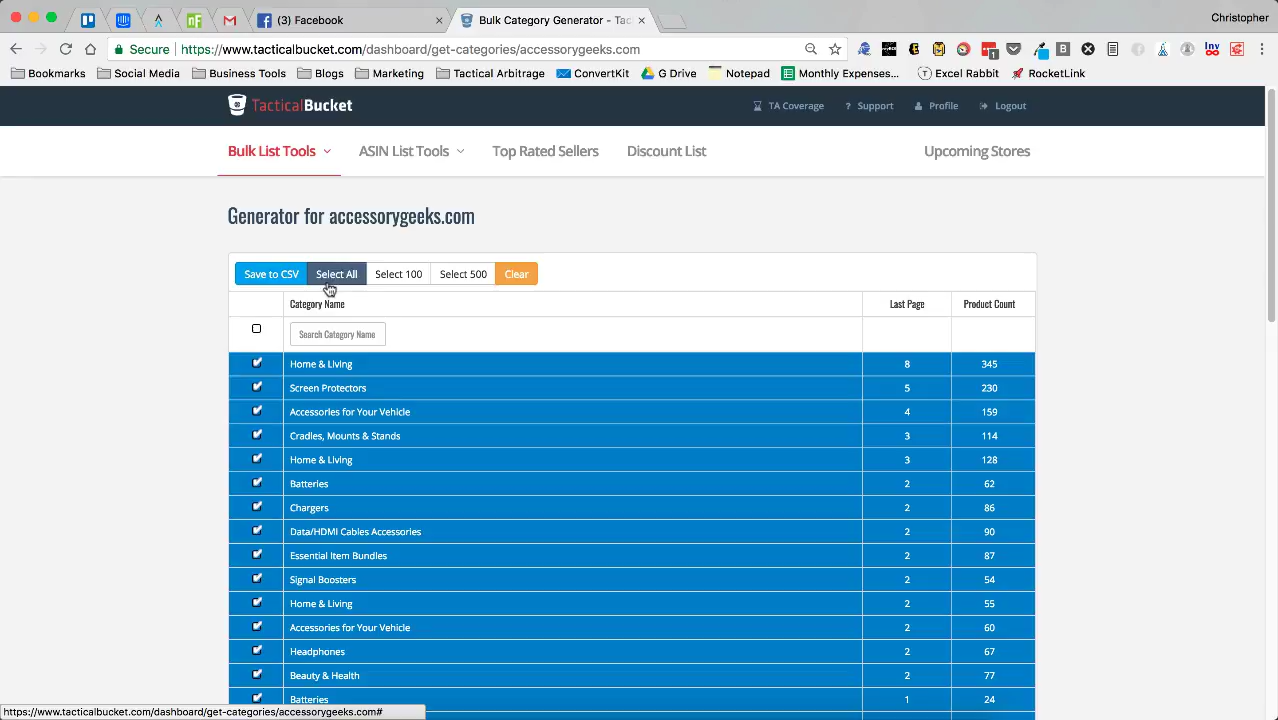 (3) Facebook
Bulk Category Generator - Tac
Christopher
Secure
https://www.tacticalbucket.com/dashboard/get-categories/accessorygeeks.com
Bookmarks Social Media Business Tools Blogs Marketing Tactical Arbitrage ConvertKit G Drive Notepad Monthly Expenses... Excel Rabbit RocketLink
TacticalBucket
TA Coverage ? Support Profile Logout
Bulk List Tools ASIN List Tools Top Rated Sellers Discount List Upcoming Stores
Generator for accessorygeeks.com
Save to CSV Select All Select 100 Select 500 Clear
Category Name Last Page Product Count
Search Category Name
Home & Living 8 345
Screen Protectors 5 230
Accessories for Your Vehicle 4 159
Cradles, Mounts & Stands 3 114
Home & Living 3 128
Batteries 2 62
Chargers 2 86
Data/HDMI Cables Accessories 2 90
Essential Item Bundles 2 87
Signal Boosters 2 54
Home & Living 2 55
Accessories for Your Vehicle 2 60
Headphones 2 67
Beauty & Health 2 77
Batteries 1 24
https://www.tacticalbucket.com/dashboard/get-categories/accessorygeeks.com#